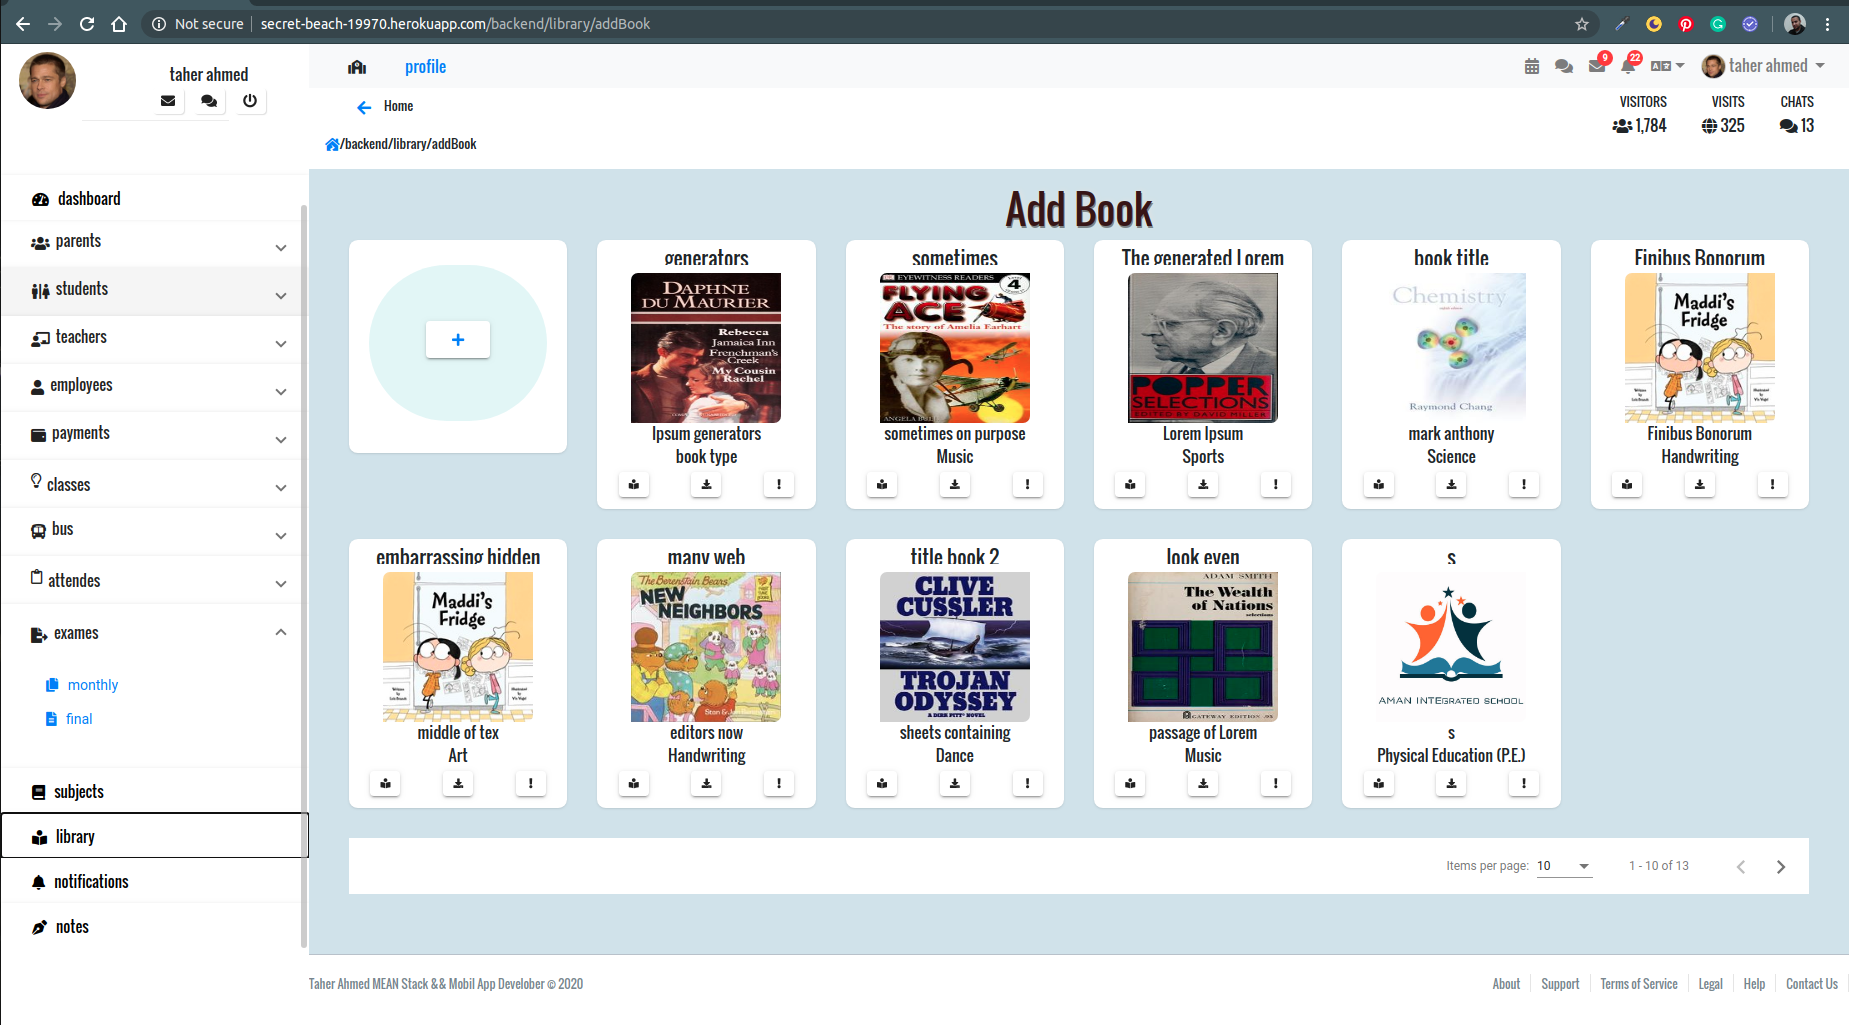 Not secure
secret-beach-19970.herokuapp.com/backend/library/addBook
taher ahmed
profile
9
22
taher ahmed
Home
VISITORS
1,784
VISITS
325
CHATS
13
/backend/library/addBook
dashboard
parents
students
teachers
employees
payments
classes
bus
attendes
exames
monthly
final
subjects
library
notifications
notes
Add Book
+
generators
DAPHNE
DU MAURIER
Rebecca
Jamaica Inn
Frenchman's
Creek
My Cousin
Rachel
Ipsum generators
book type
sometimes
EYEWITNESS READERS
4
FLYING
ACE
The story of Amelia Earhart
sometimes on purpose
Music
The generated Lorem
POPPER
SELECTIONS
EDITED BY DAVID MILLER
Lorem Ipsum
Sports
book title
Chemistry
Raymond Chang
mark anthony
Science
Finibus Bonorum
Maddi's
Fridge
Finibus Bonorum
Handwriting
embarrassing hidden
Maddi's
Fridge
middle of tex
Art
many web
The Berenstain Bears'
NEW
NEIGHBORS
editors now
Handwriting
title book 2
CLIVE
CUSSLER
TROJAN
ODYSSEY
A DIRK PITT NOVEL
sheets containing
Dance
look even
ADAM SMITH
The Wealth
of Nations
selections
GATEWAY EDITION
passage of Lorem
Music
s
AMAN INTEGRATED SCHOOL
s
Physical Education (P.E.)
Items per page:
10
1 - 10 of 13
Taher Ahmed MEAN Stack && Mobil App Develober © 2020
About
Support
Terms of Service
Legal
Help
Contact Us